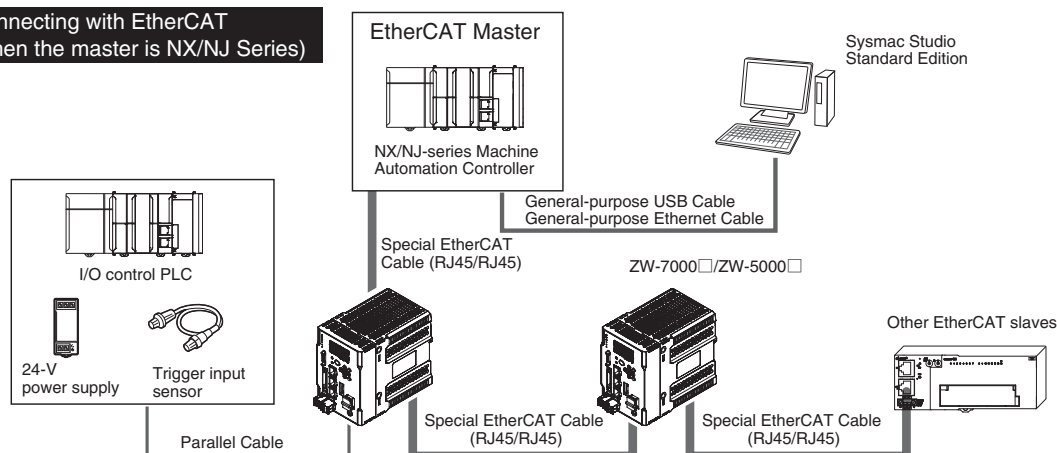 nnecting with EtherCAT
hen the master is NX/NJ Series)
EtherCAT Master
NX/NJ-series Machine
Automation Controller
Sysmac Studio
Standard Edition
General-purpose USB Cable
General-purpose Ethernet Cable
I/O control PLC
24-V
power supply
Trigger input
sensor
Special EtherCAT
Cable (RJ45/RJ45)
ZW-7000□/ZW-5000□
Other EtherCAT slaves
Parallel Cable
Special EtherCAT Cable
(RJ45/RJ45)
Special EtherCAT Cable
(RJ45/RJ45)